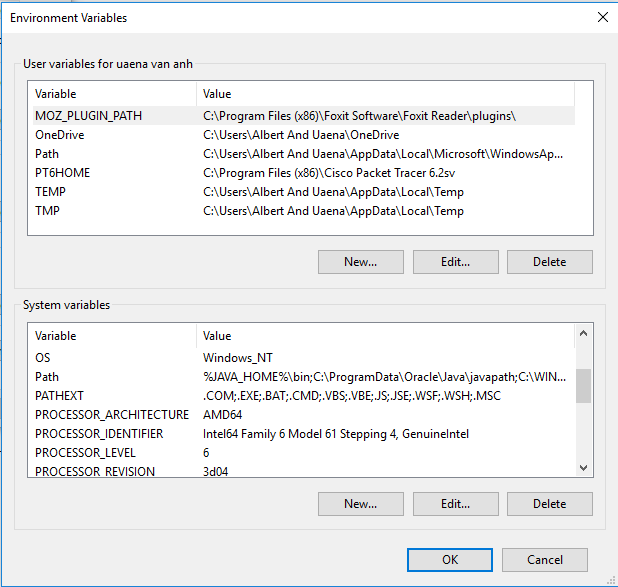 Environment Variables
User variables for uaena van anh
Variable Value
MOZ_PLUGIN_PATH C:\Program Files (x86)\Foxit Software\Foxit Reader\plugins\
OneDrive C:\Users\Albert And Uaena\OneDrive
Path C:\Users\Albert And Uaena\AppData\Local\Microsoft\WindowsAp...
PT6HOME C:\Program Files (x86)\Cisco Packet Tracer 6.2sv
TEMP C:\Users\Albert And Uaena\AppData\Local\Temp
TMP C:\Users\Albert And Uaena\AppData\Local\Temp
New... Edit... Delete
System variables
Variable Value
OS Windows_NT
Path %JAVA_HOME%\bin;C:\ProgramData\Oracle\Java\javapath;C:\WIN...
PATHEXT .COM;.EXE;.BAT;.CMD;.VBS;.VBE;.JS;.JSE;.WSF;.WSH;.MSC
PROCESSOR_ARCHITECTURE AMD64
PROCESSOR_IDENTIFIER Intel64 Family 6 Model 61 Stepping 4, GenuineIntel
PROCESSOR_LEVEL 6
PROCESSOR_REVISION 3d04
New... Edit... Delete
OK Cancel